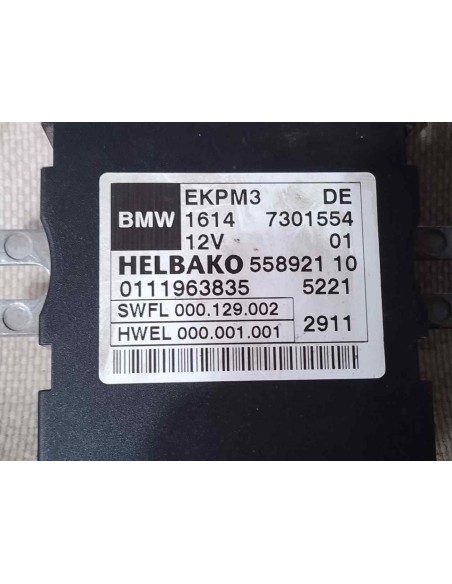 EKPM3 DE
BMW 1614 7301554
12V 01
HELBAKO 558921 10
0111963835 5221
SWFL 000.129.002
HWEL 000.001.001 2911